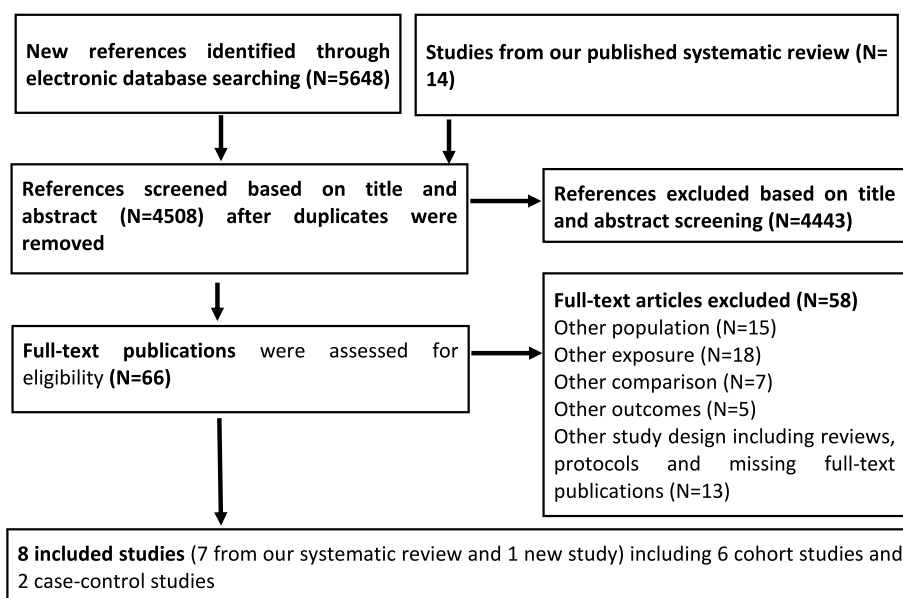 New references identified through
electronic database searching (N=5648)
Studies from our published systematic review (N=
14)
References screened based on title and
abstract (N=4508) after duplicates were
removed
References excluded based on title
and abstract screening (N=4443)
Full-text publications were assessed for
eligibility (N=66)
Full-text articles excluded (N=58)
Other population (N=15)
Other exposure (N=18)
Other comparison (N=7)
Other outcomes (N=5)
Other study design including reviews,
protocols and missing full-text
publications (N=13)
8 included studies (7 from our systematic review and 1 new study) including 6 cohort studies and
2 case-control studies